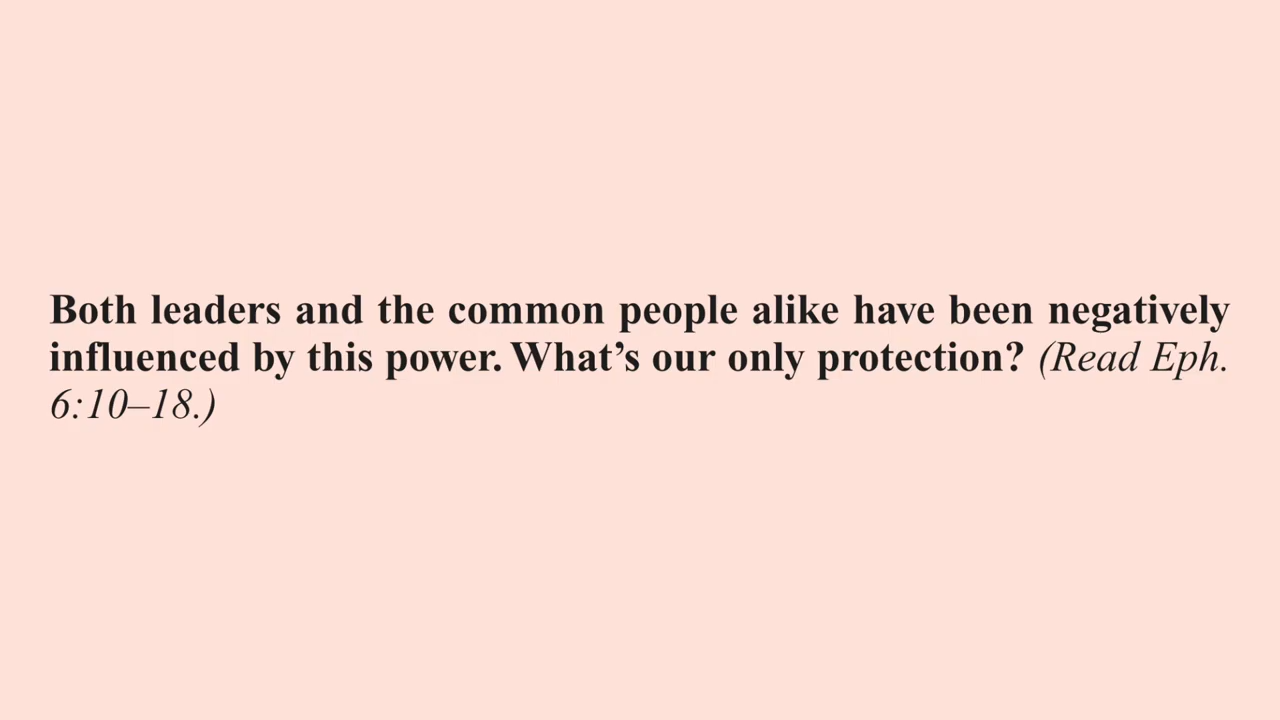 Both leaders and the common people alike have been negatively
influenced by this power. What’s our only protection? (Read Eph.
6:10–18.)